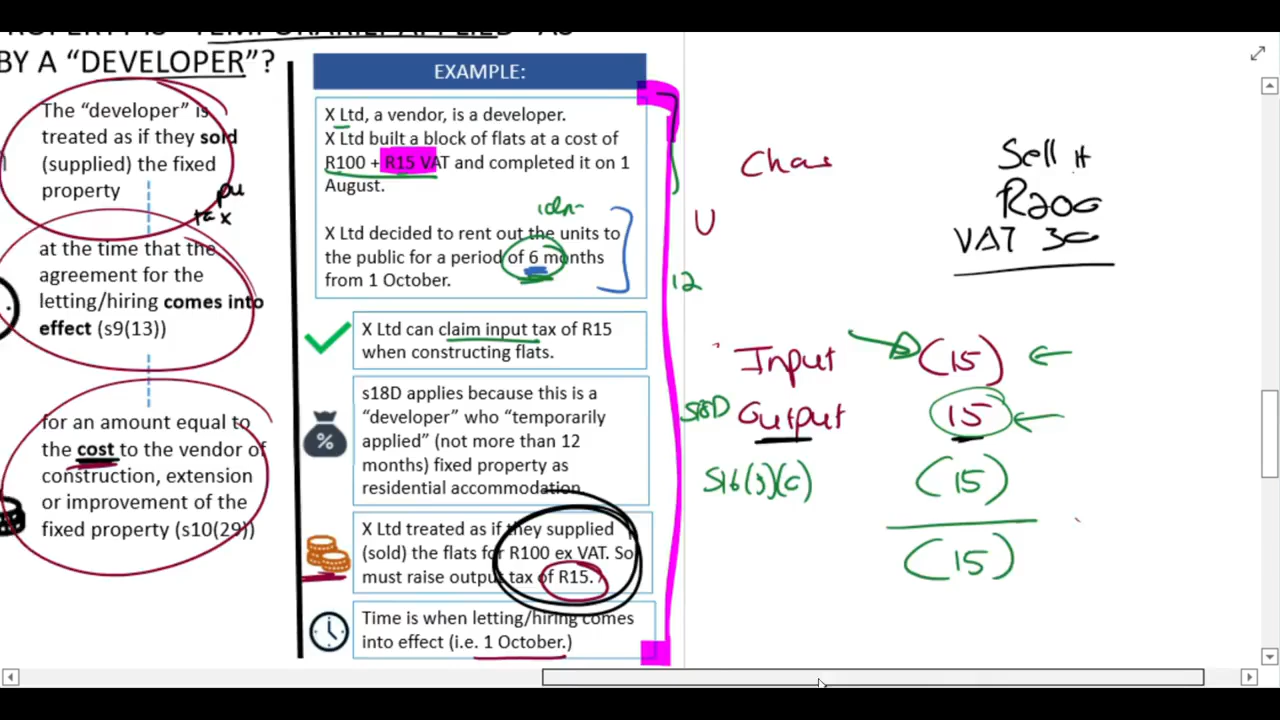 BY A “DEVELOPER”?
The “developer” is
treated as if they sold
(supplied) the fixed
property
tax
at the time that the
agreement for the
letting/hiring comes into
effect (s9(13))
for an amount equal to
the cost to the vendor of
construction, extension
or improvement of the
fixed property (s10(29))
EXAMPLE:
X Ltd, a vendor, is a developer.
X Ltd built a block of flats at a cost of
R100 + R15 VAT and completed it on 1
August.
X Ltd decided to rent out the units to
the public for a period of 6 months
from 1 October.
X Ltd can claim input tax of R15
when constructing flats.
s18D applies because this is a
“developer” who “temporarily
applied” (not more than 12
months) fixed property as
residential accommodation
%
X Ltd treated as if they supplied
(sold) the flats for R100 ex VAT. So
must raise output tax of R15.
Time is when letting/hiring comes
into effect (i.e. 1 October.)
U
12
Sell it
R200
VAT 30
Input (15)
S18D Output 15
S16(3)(c) (15)
(15)